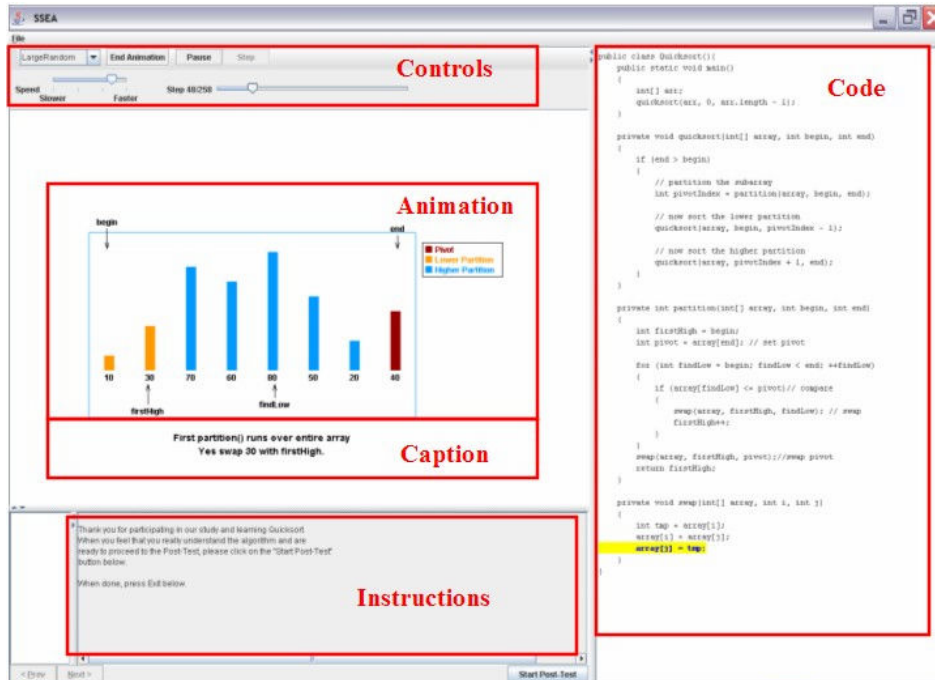 SSEA
File
LargeRandom End Animation Pause Step
Controls
Speed
Slower Faster
Step 48/258
Animation
begin
end
Pivot
Lower Partition
Higher Partition
10 30 70 60 80 50 20 40
firstHigh
findLow
First partition() runs over entire array
Yes swap 30 with firstHigh.
Caption
Thank you for participating in our study and learning Quicksort.
When you feel that you really understand the algorithm and are
ready to proceed to the Post-Test, please click on the "Start Post-Test"
button below.
When done, press Exit below.
Instructions
< Prev Next > Start Post-Test
Code
public class Quicksort(){
public static void main()
{
int[] arr;
quicksort(arr, 0, arr.length - 1);
}
private void quicksort(int[] array, int begin, int end)
{
if (end > begin)
{
// partition the subarray
int pivotIndex = partition(array, begin, end);
// now sort the lower partition
quicksort(array, begin, pivotIndex - 1);
// now sort the higher partition
quicksort(array, pivotIndex + 1, end);
}
}
private int partition(int[] array, int begin, int end)
{
int firstHigh = begin;
int pivot = array[end]; // set pivot
for (int findLow = begin; findLow < end; ++findLow)
{
if (array[findLow] <= pivot)// compare
{
swap(array, firstHigh, findLow); // swap
firstHigh++;
}
}
swap(array, firstHigh, pivot);//swap pivot
return firstHigh;
}
private void swap(int[] array, int i, int j)
{
int tmp = array[i];
array[i] = array[j];
array[j] = tmp;
}
}